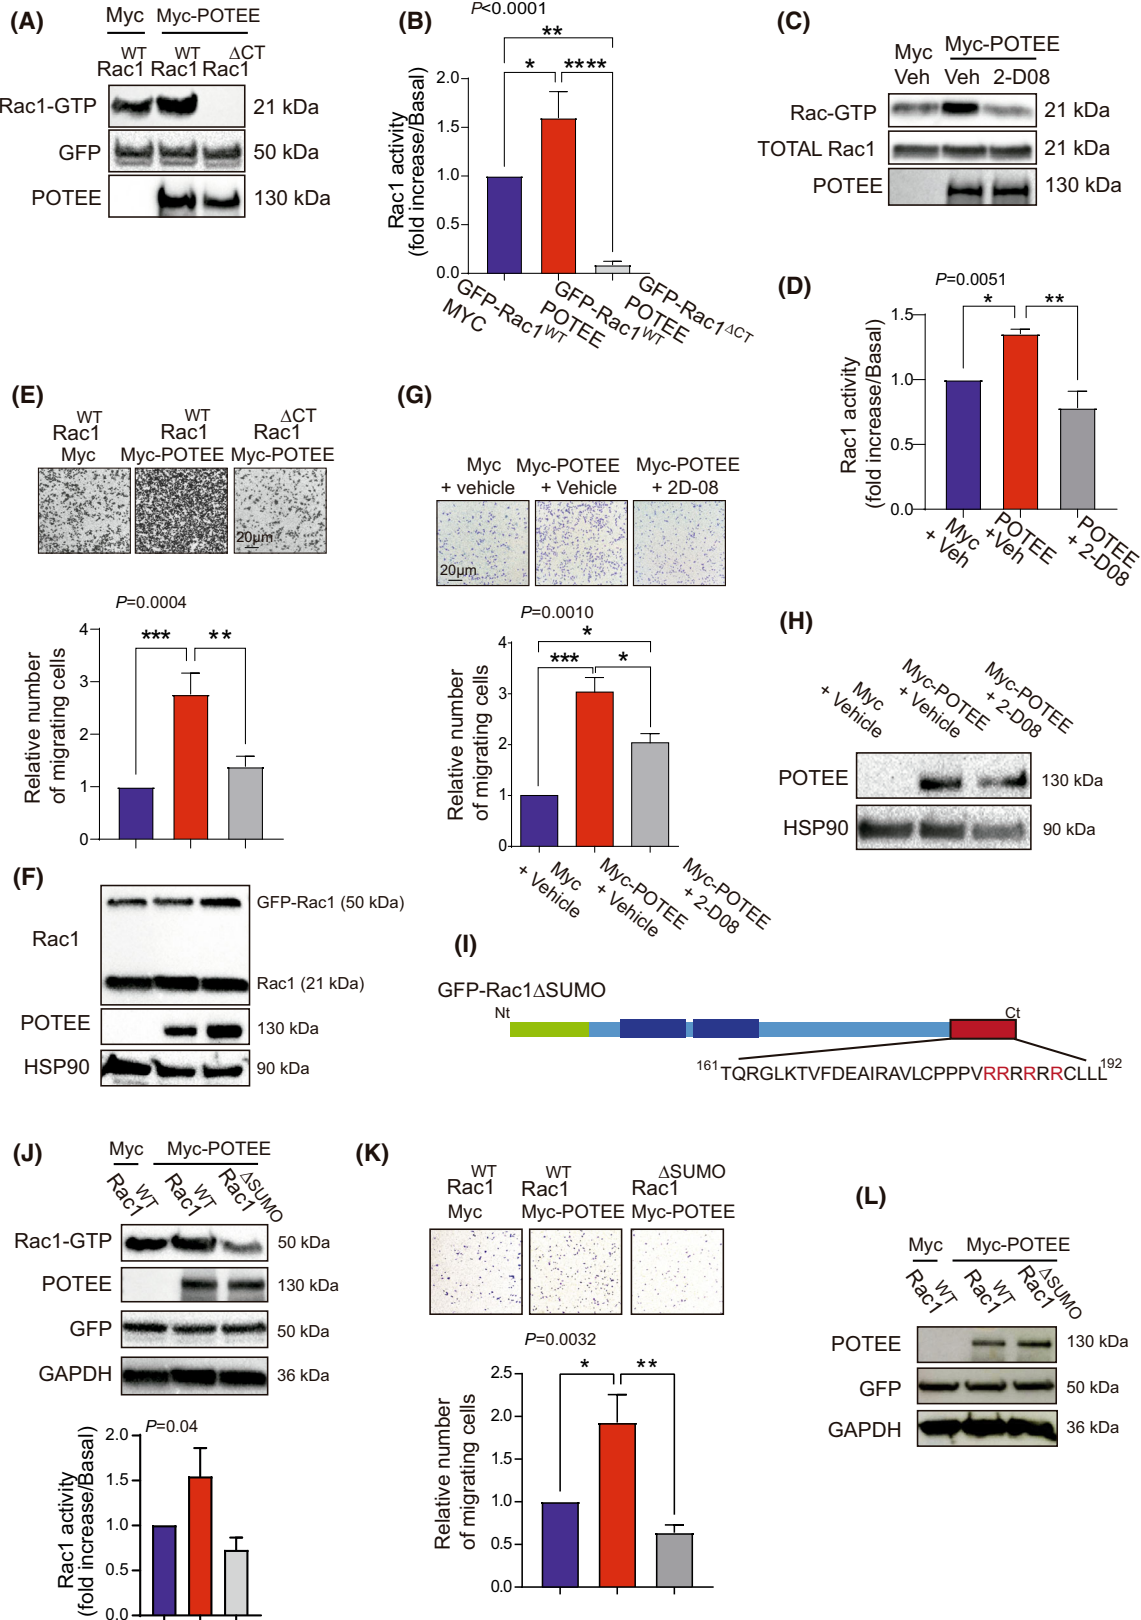 (A)
Myc Myc-POTEE
WT WT ΔCT
Rac1 Rac1 Rac1
Rac1-GTP 21 kDa
GFP 50 kDa
POTEE 130 kDa
(B)
P<0.0001
**
* ****
Rac1 activity
(fold increase/Basal)
2.0
1.5
1.0
0.5
0.0
GFP-Rac1WT
MYC
GFP-Rac1WT
POTEE
GFP-Rac1ΔCT
POTEE
(C)
Myc Myc-POTEE
Veh Veh 2-D08
Rac-GTP 21 kDa
TOTAL Rac1 21 kDa
POTEE 130 kDa
(D)
P=0.0051
* **
Rac1 activity
(fold increase/Basal)
1.5
1.0
0.5
0.0
Myc
+ Veh
POTEE
+Veh
POTEE
+ 2-D08
(E)
WT WT ΔCT
Rac1 Rac1 Rac1
Myc Myc-POTEE Myc-POTEE
20µm
P=0.0004
*** **
Relative number
of migrating cells
4
3
2
1
0
(F)
Rac1
GFP-Rac1 (50 kDa)
Rac1 (21 kDa)
POTEE 130 kDa
HSP90 90 kDa
(G)
Myc Myc-POTEE Myc-POTEE
+ vehicle + Vehicle + 2D-08
20µm
P=0.0010
*
*** *
Relative number
of migrating cells
4
3
2
1
0
Myc
+ Vehicle
Myc-POTEE
+ Vehicle
Myc-POTEE
+ 2-D08
(H)
Myc
+ Vehicle
Myc-POTEE
+ Vehicle
Myc-POTEE
+ 2-D08
POTEE 130 kDa
HSP90 90 kDa
(I)
GFP-Rac1ΔSUMO
Nt Ct
161TQRGLKTVFDEAIRAVLCPPPVRRRRRRCLLL192
(J)
Myc Myc-POTEE
Rac1WT Rac1WT Rac1ΔSUMO
Rac1-GTP 50 kDa
POTEE 130 kDa
GFP 50 kDa
GAPDH 36 kDa
P=0.04
Rac1 activity
(fold increase/Basal)
2.0
1.5
1.0
0.5
0.0
(K)
WT WT ΔSUMO
Rac1 Rac1 Rac1
Myc Myc-POTEE Myc-POTEE
P=0.0032
* **
Relative number
of migrating cells
2.5
2.0
1.5
1.0
0.5
0.0
(L)
Myc Myc-POTEE
Rac1WT Rac1WT Rac1ΔSUMO
POTEE 130 kDa
GFP 50 kDa
GAPDH 36 kDa